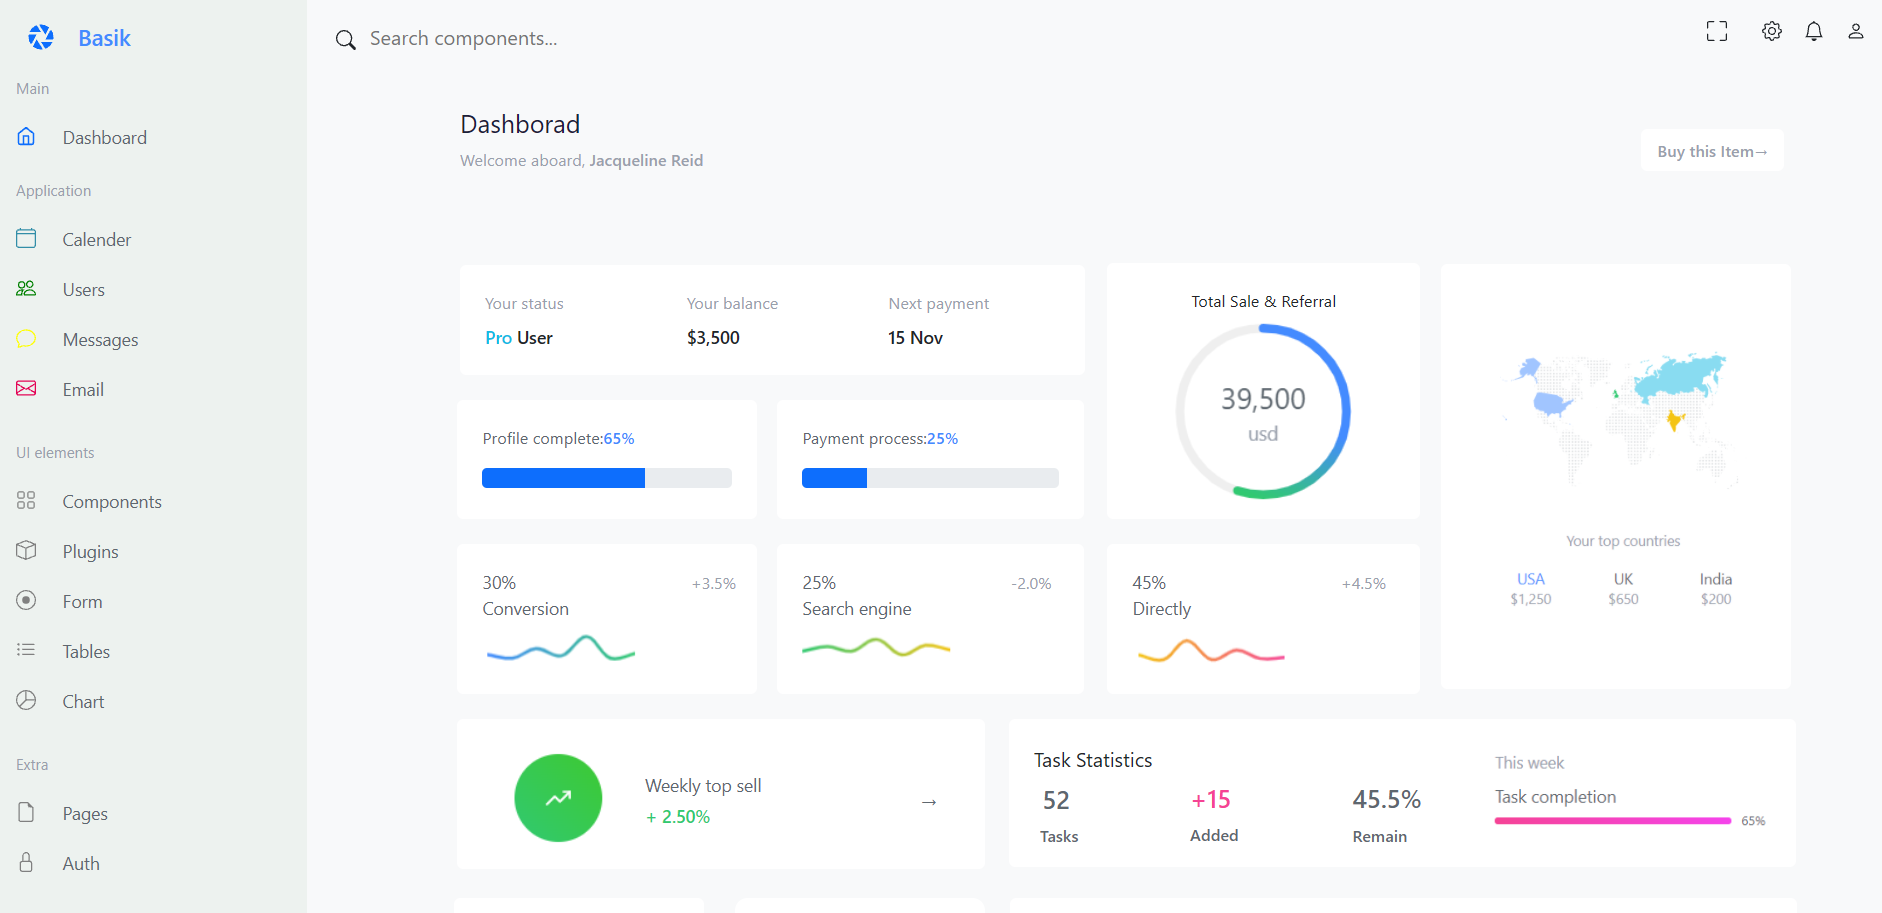 Basik
Main
Dashboard
Application
Calender
Users
Messages
Email
UI elements
Components
Plugins
Form
Tables
Chart
Extra
Pages
Auth
Search components...
Dashborad
Welcome aboard, Jacqueline Reid
Buy this Item→
Your status
Pro User
Your balance
$3,500
Next payment
15 Nov
Profile complete:65%
Payment process:25%
Total Sale & Referral
39,500
usd
30%
+3.5%
Conversion
25%
-2.0%
Search engine
45%
+4.5%
Directly
Your top countries
USA
$1,250
UK
$650
India
$200
Weekly top sell
+ 2.50%
→
Task Statistics
52
Tasks
+15
Added
45.5%
Remain
This week
Task completion
65%